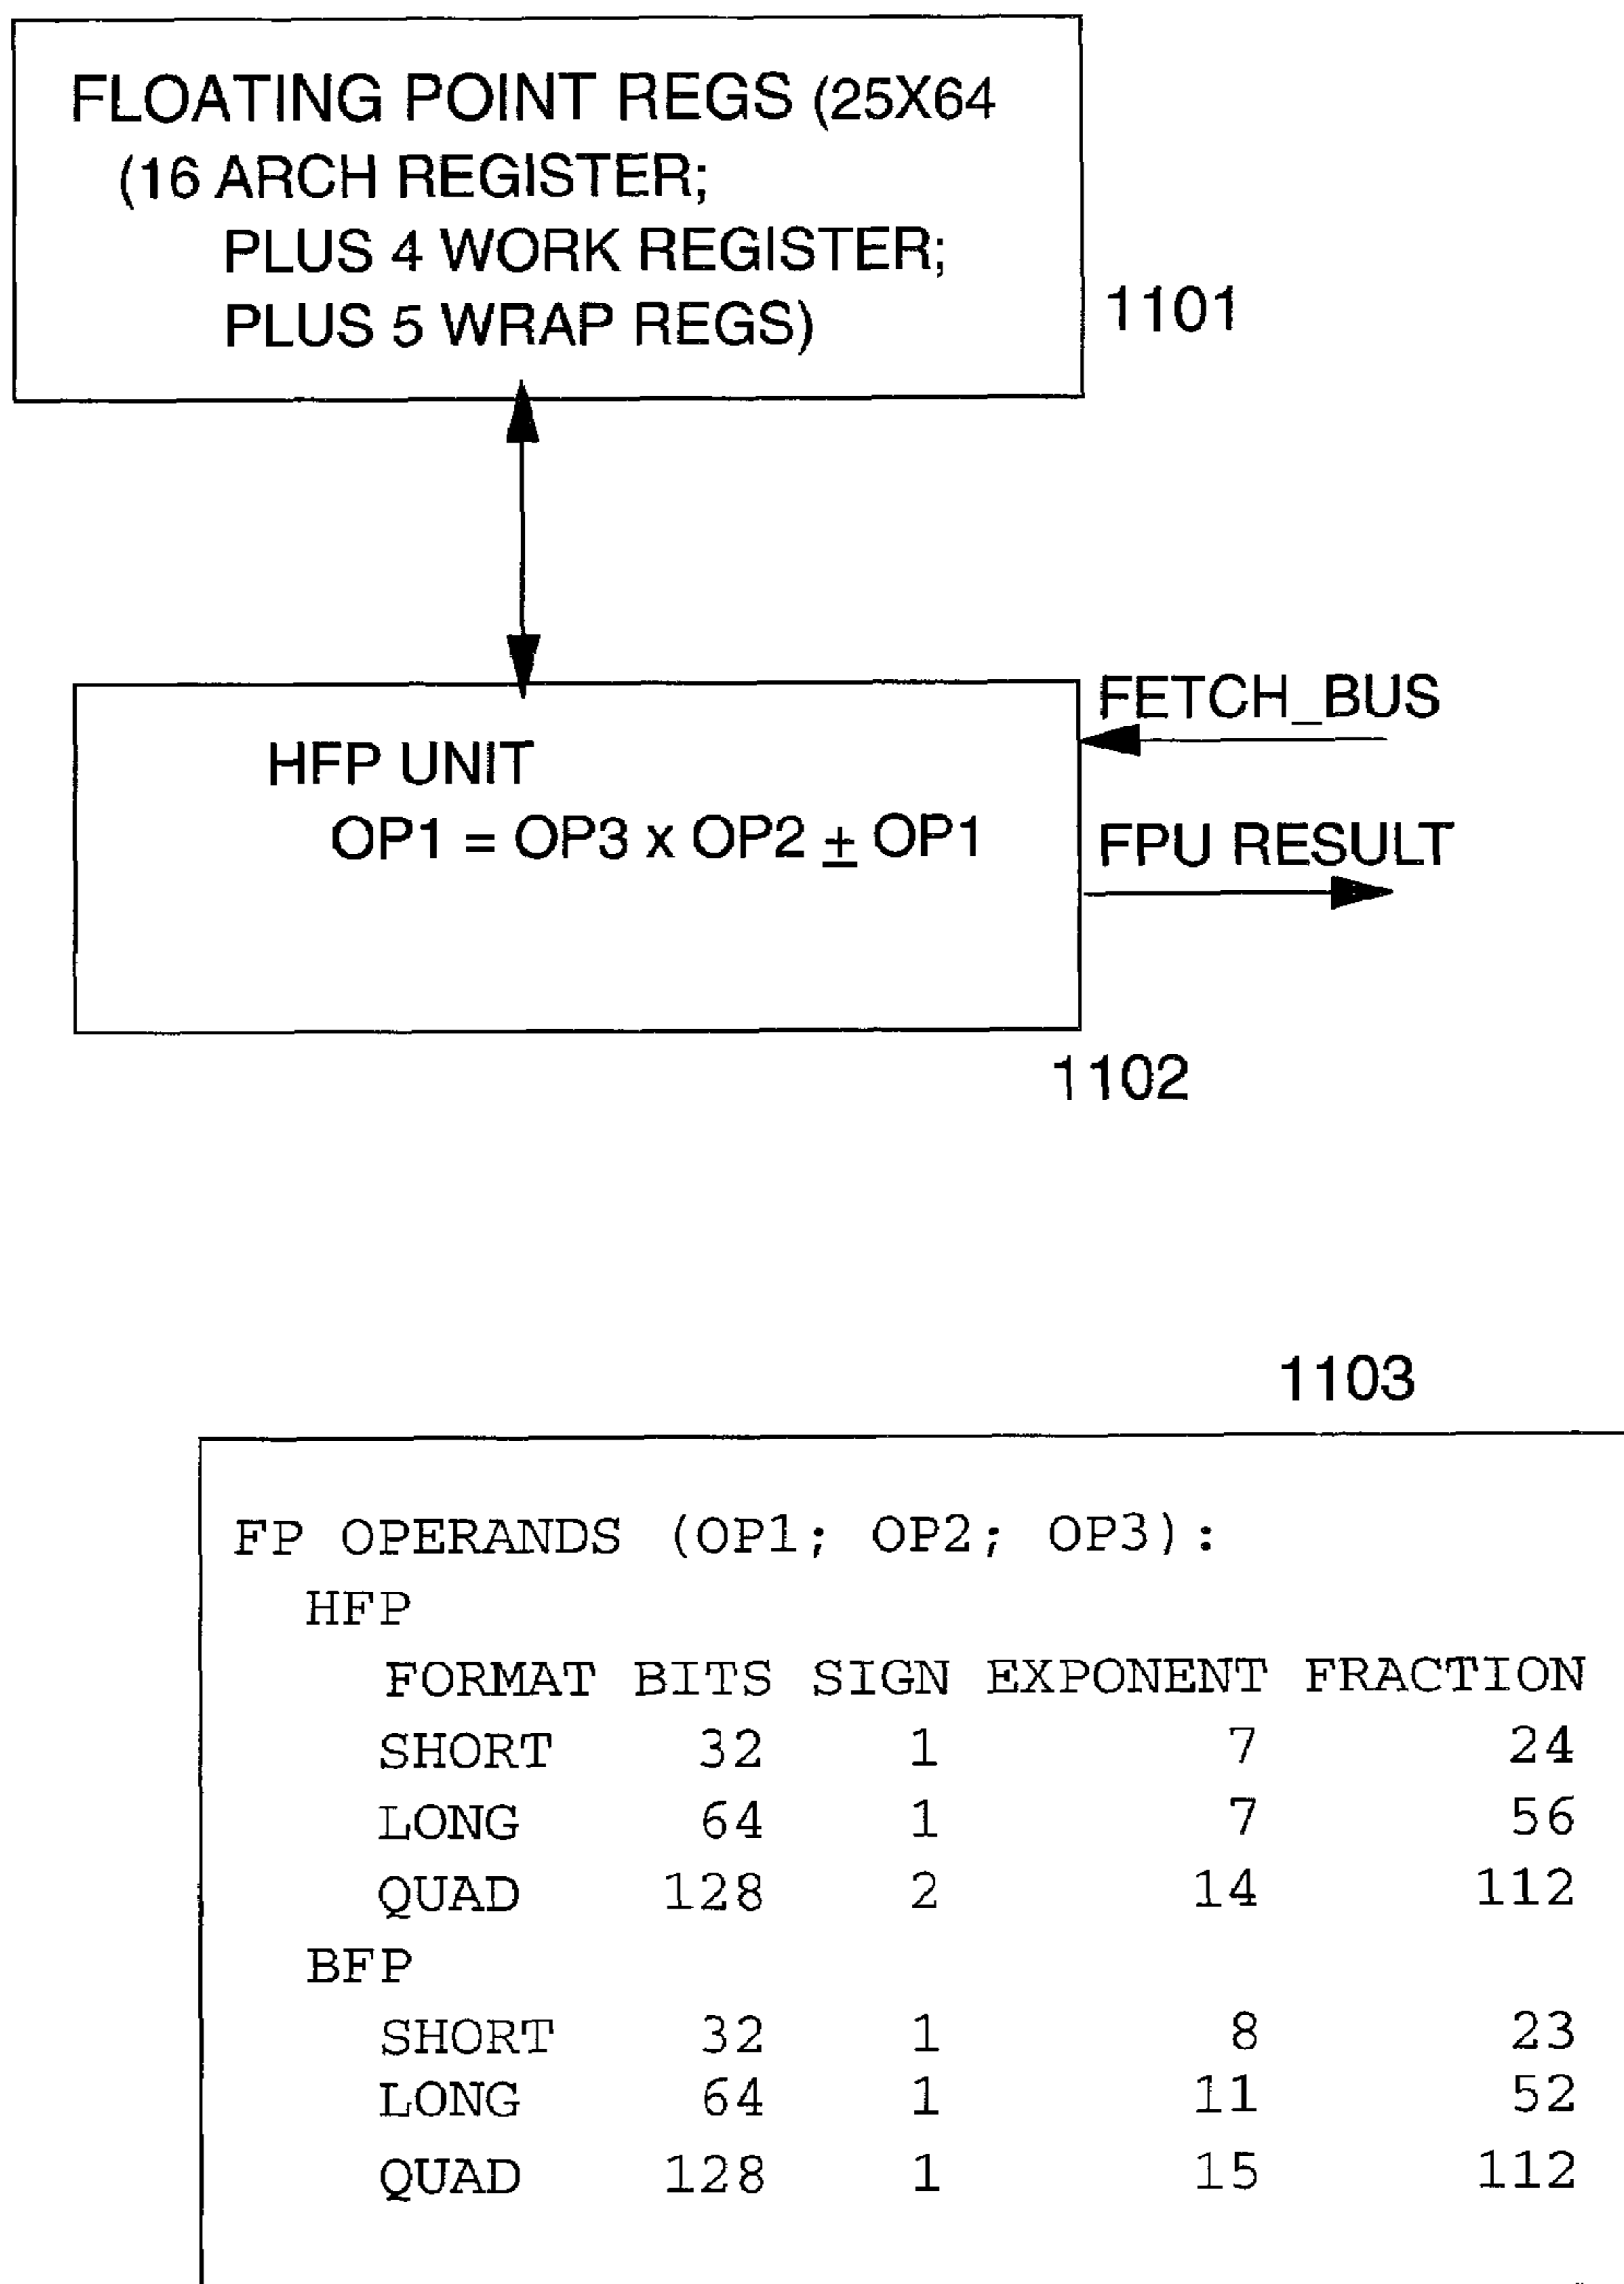 FLOATING POINT REGS (25X64
(16 ARCH REGISTER;
PLUS 4 WORK REGISTER;
PLUS 5 WRAP REGS)
1101
FETCH_BUS
HFP UNIT
OP1 = OP3 x OP2 ± OP1
FPU RESULT
1102
1103
FP OPERANDS (OP1; OP2; OP3):
HFP
FORMAT BITS SIGN EXPONENT FRACTION
SHORT 32 1 7 24
LONG 64 1 7 56
QUAD 128 2 14 112
BFP
SHORT 32 1 8 23
LONG 64 1 11 52
QUAD 128 1 15 112